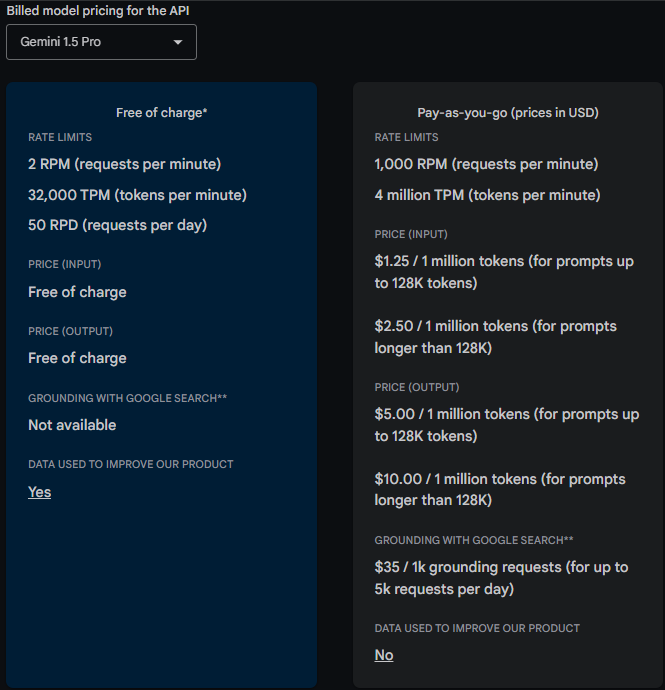 Billed model pricing for the API
Gemini 1.5 Pro
Free of charge*
RATE LIMITS
2 RPM (requests per minute)
32,000 TPM (tokens per minute)
50 RPD (requests per day)
PRICE (INPUT)
Free of charge
PRICE (OUTPUT)
Free of charge
GROUNDING WITH GOOGLE SEARCH**
Not available
DATA USED TO IMPROVE OUR PRODUCT
Yes
Pay-as-you-go (prices in USD)
RATE LIMITS
1,000 RPM (requests per minute)
4 million TPM (tokens per minute)
PRICE (INPUT)
$1.25 / 1 million tokens (for prompts up
to 128K tokens)
$2.50 / 1 million tokens (for prompts
longer than 128K)
PRICE (OUTPUT)
$5.00 / 1 million tokens (for prompts up
to 128K tokens)
$10.00 / 1 million tokens (for prompts
longer than 128K)
GROUNDING WITH GOOGLE SEARCH**
$35 / 1k grounding requests (for up to
5k requests per day)
DATA USED TO IMPROVE OUR PRODUCT
No